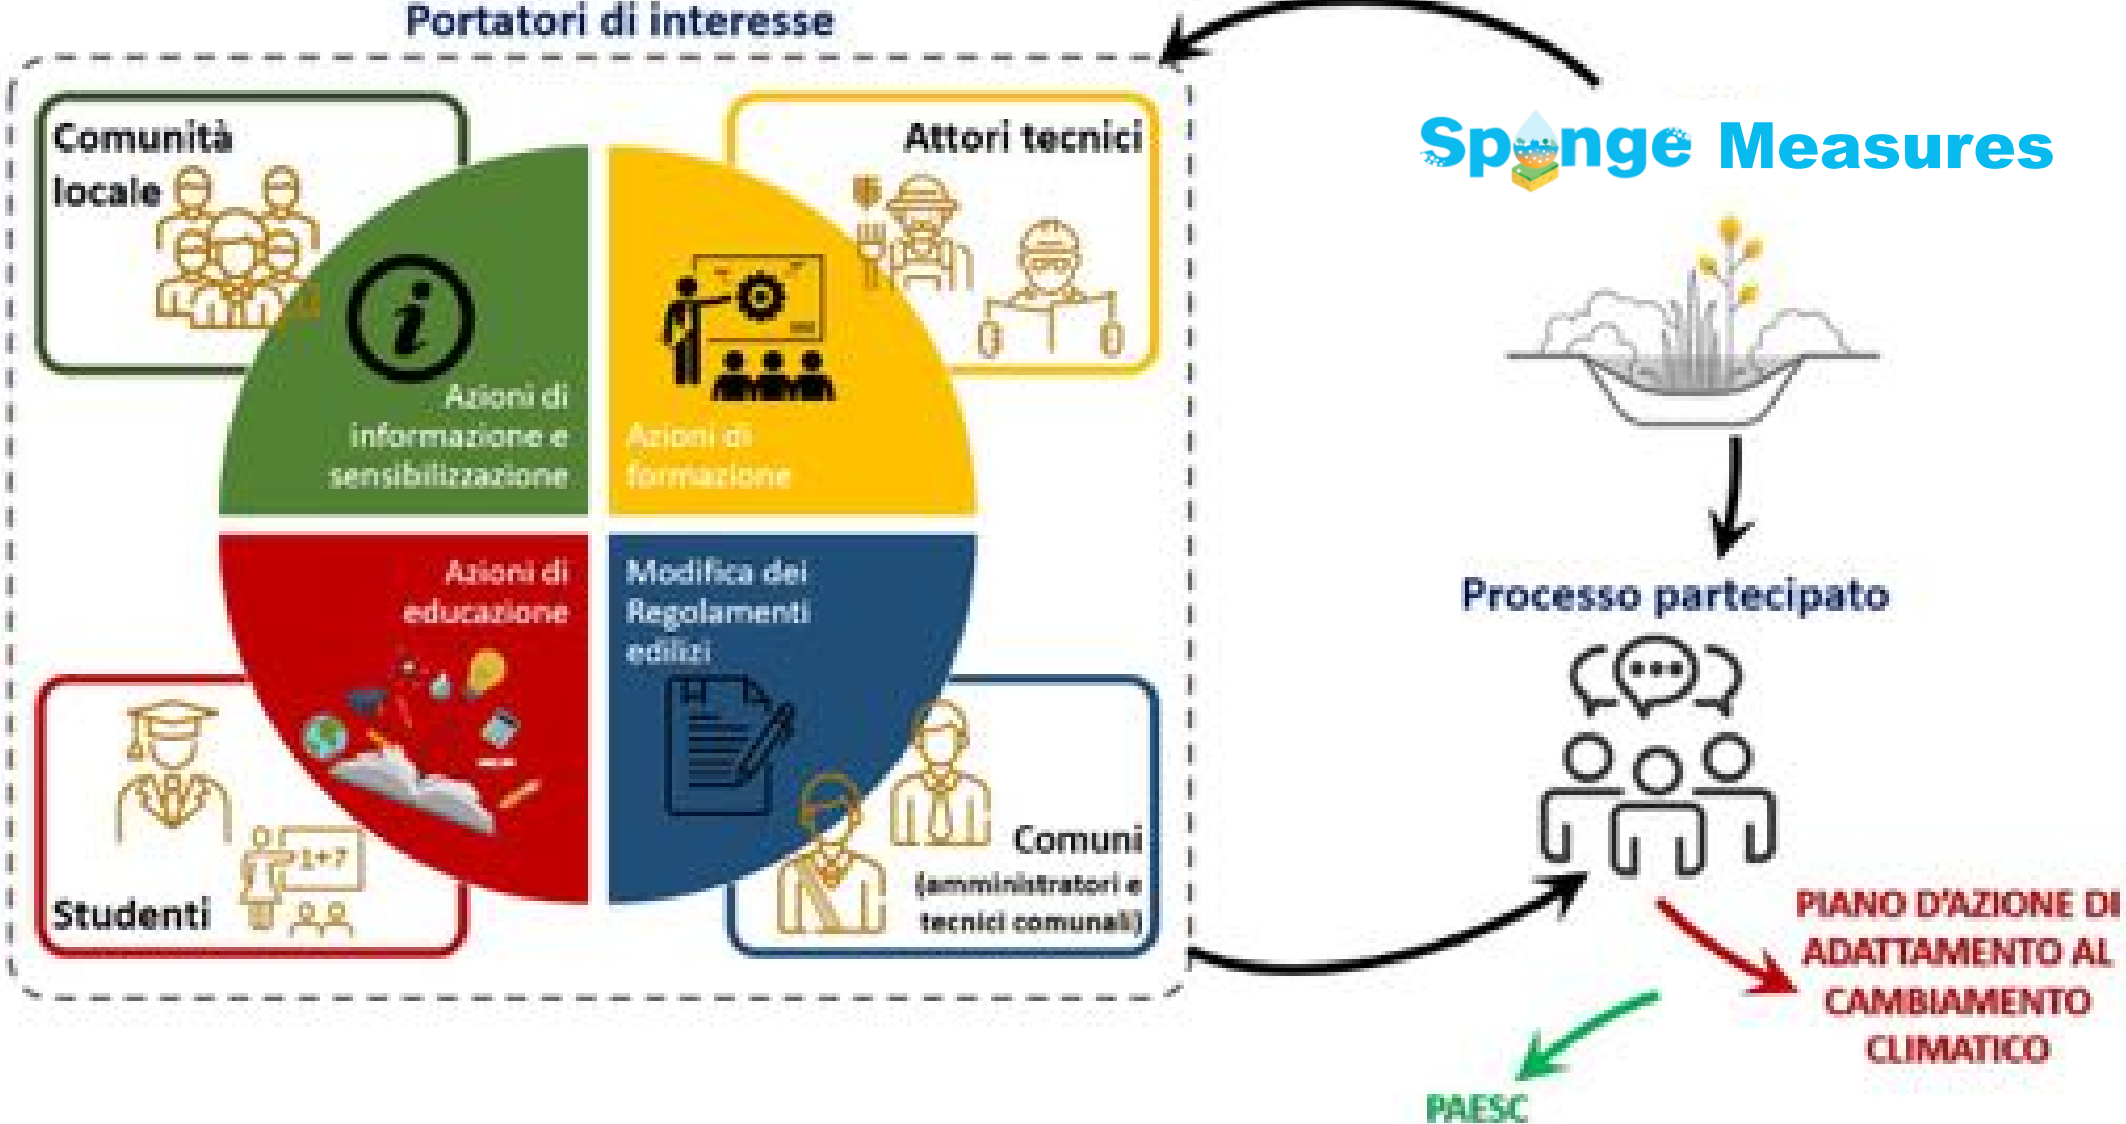 Portatori di interesse
Comunità
locale
Attori tecnici
Azioni di
informazione e
sensibilizzazione
Azioni di
formazione
Azioni di
educazione
Modifica dei
Regolamenti
edilizi
1+7
Studenti
Comuni
(amministratori e
tecnici comunali)
Sponge Measures
Processo partecipato
PIANO D'AZIONE DI
ADATTAMENTO AL
CAMBIAMENTO
CLIMATICO
PAESC